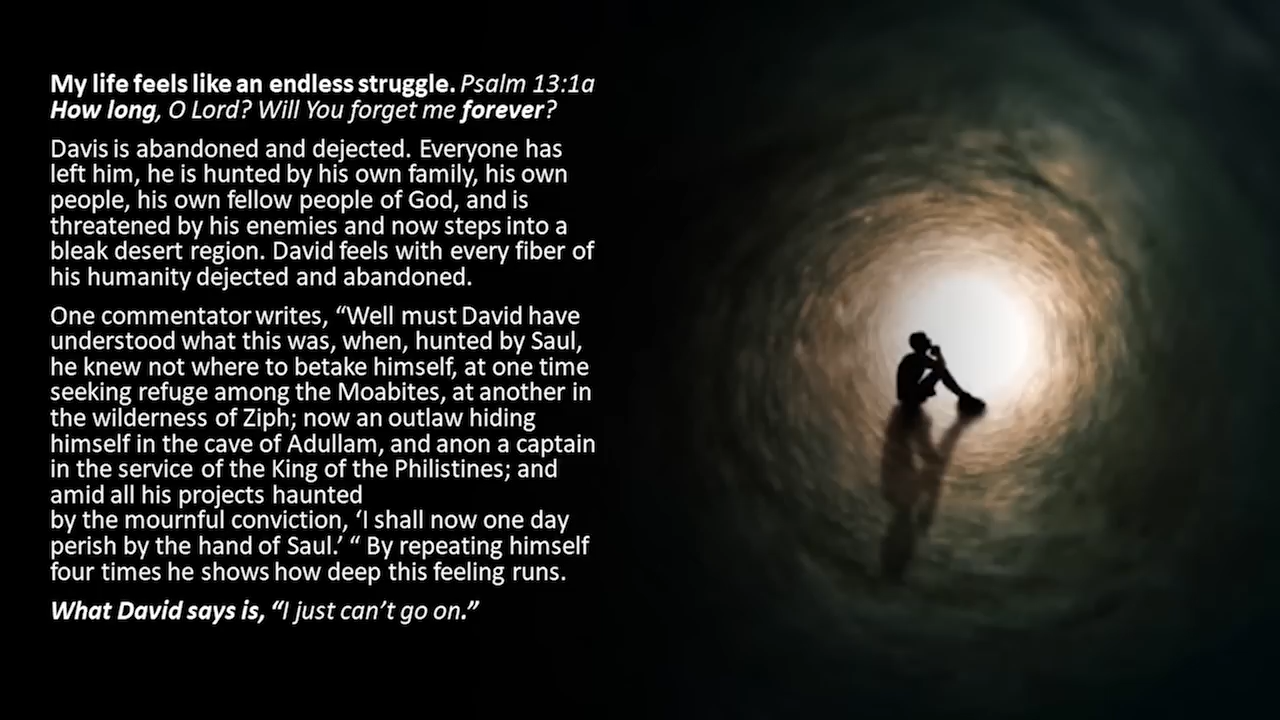 My life feels like an endless struggle. Psalm 13:1a
How long, O Lord? Will You forget me forever?
Davis is abandoned and dejected. Everyone has
left him, he is hunted by his own family, his own
people, his own fellow people of God, and is
threatened by his enemies and now steps into a
bleak desert region. David feels with every fiber of
his humanity dejected and abandoned.
One commentator writes, “Well must David have
understood what this was, when, hunted by Saul,
he knew not where to betake himself, at one time
seeking refuge among the Moabites, at another in
the wilderness of Ziph; now an outlaw hiding
himself in the cave of Adullam, and anon a captain
in the service of the King of the Philistines; and
amid all his projects haunted
by the mournful conviction, ‘I shall now one day
perish by the hand of Saul.’ “ By repeating himself
four times he shows how deep this feeling runs.
What David says is, “I just can’t go on.”